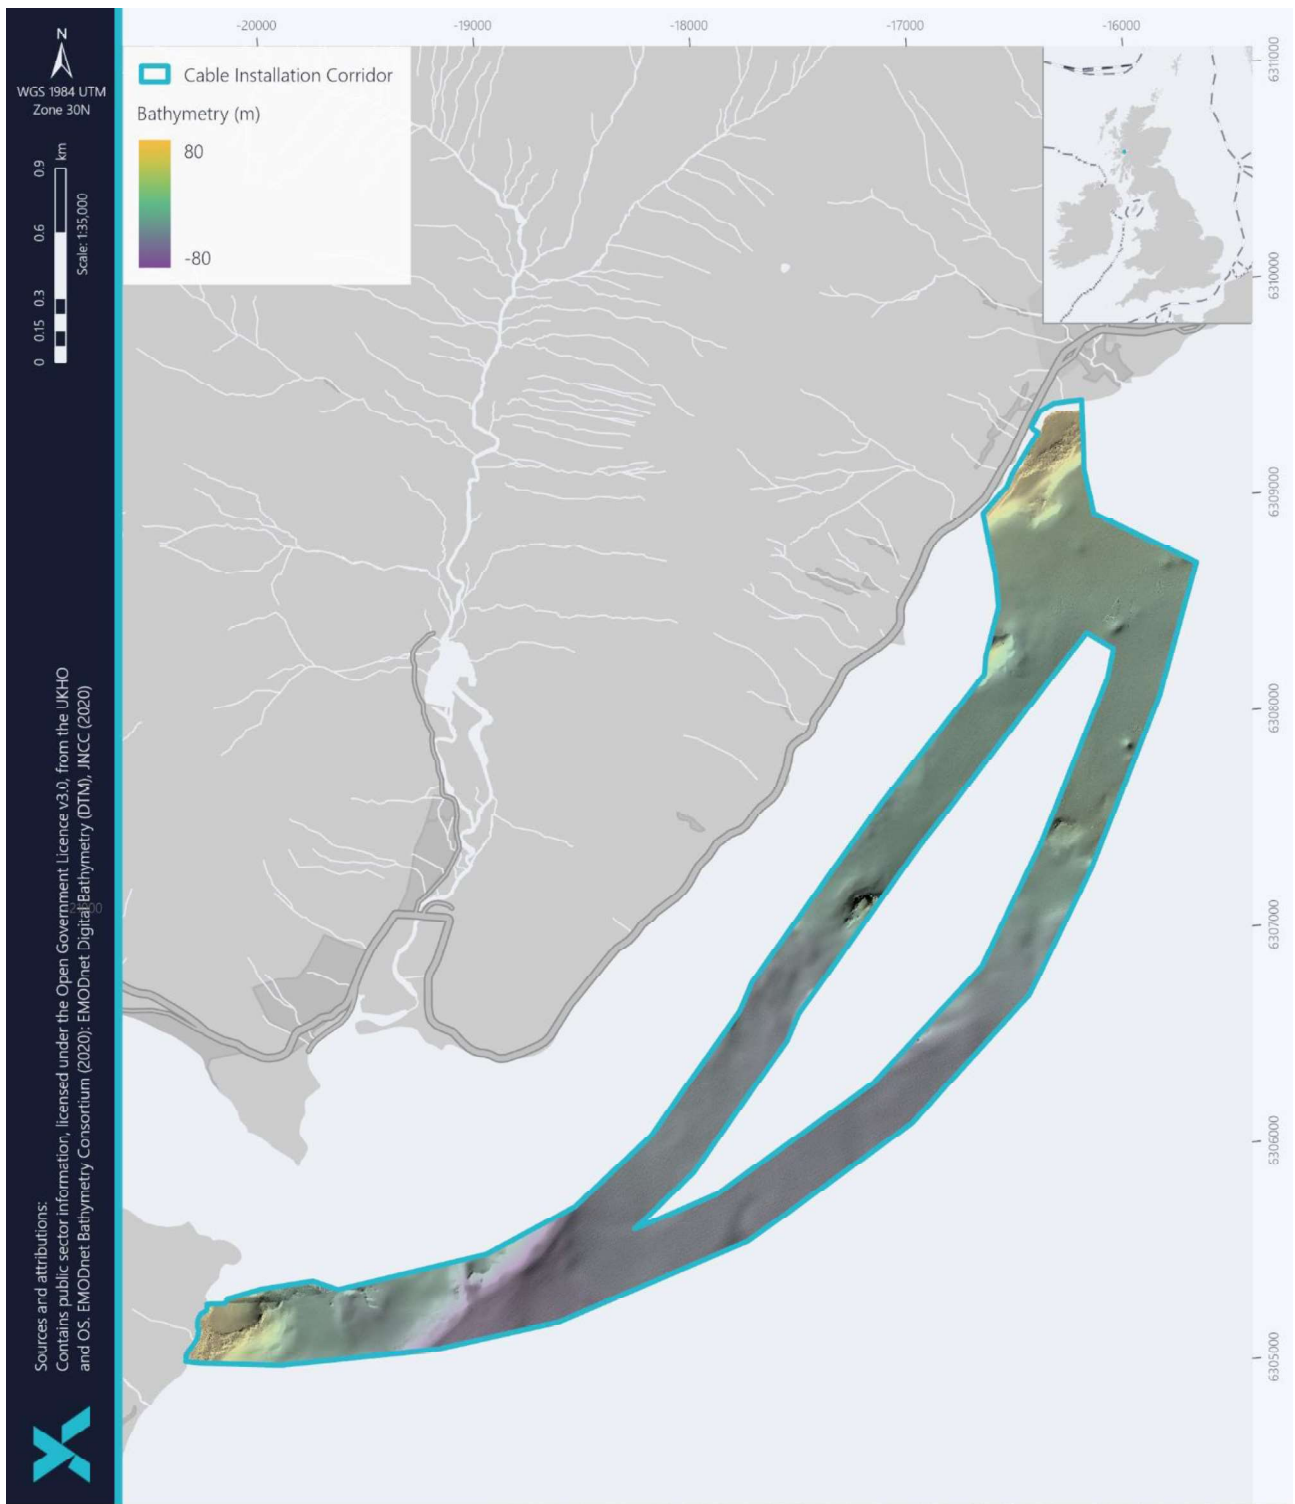 -20000
-19000
-18000
-17000
-16000
N
WGS 1984 UTM
Zone 30N
0 0.15 0.3 0.6 0.9 km
Scale: 1:35,000
Cable Installation Corridor
Bathymetry (m)
80
-80
6311000
6310000
6309000
6308000
6307000
6306000
6305000
Sources and attributions:
Contains public sector information, licensed under the Open Government Licence v3.0, from the UKHO
and OS. EMODnet Bathymetry Consortium (2020): EMODnet Digital Bathymetry (DTM), JNCC (2020)
-21000